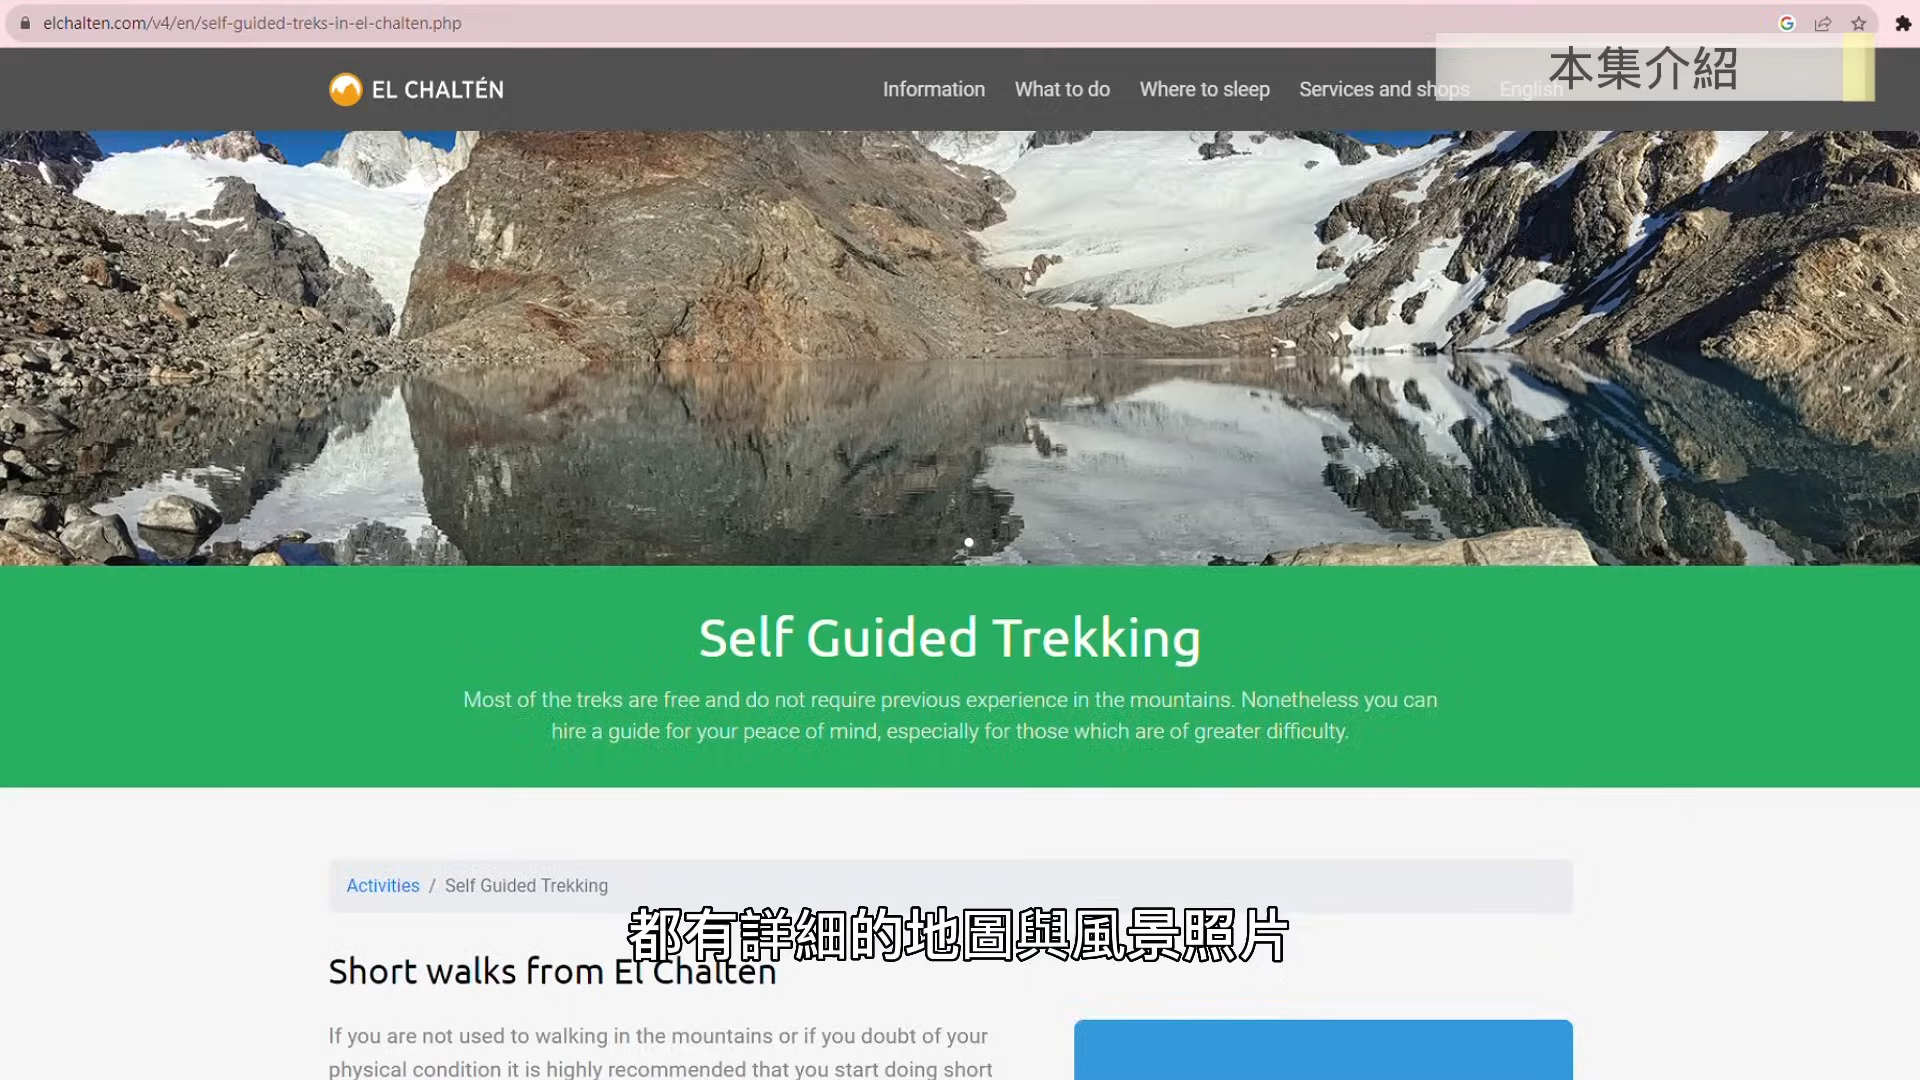 elchalten.com/v4/en/self-guided-treks-in-el-chalten.php
本集介紹
EL CHALTÉN
Information
What to do
Where to sleep
Services and shops
English
Self Guided Trekking
Most of the treks are free and do not require previous experience in the mountains. Nonetheless you can
hire a guide for your peace of mind, especially for those which are of greater difficulty.
Activities / Self Guided Trekking
都有詳細的地圖與風景照片
Short walks from El Chaltén
If you are not used to walking in the mountains or if you doubt of your
physical condition it is highly recommended that you start doing short